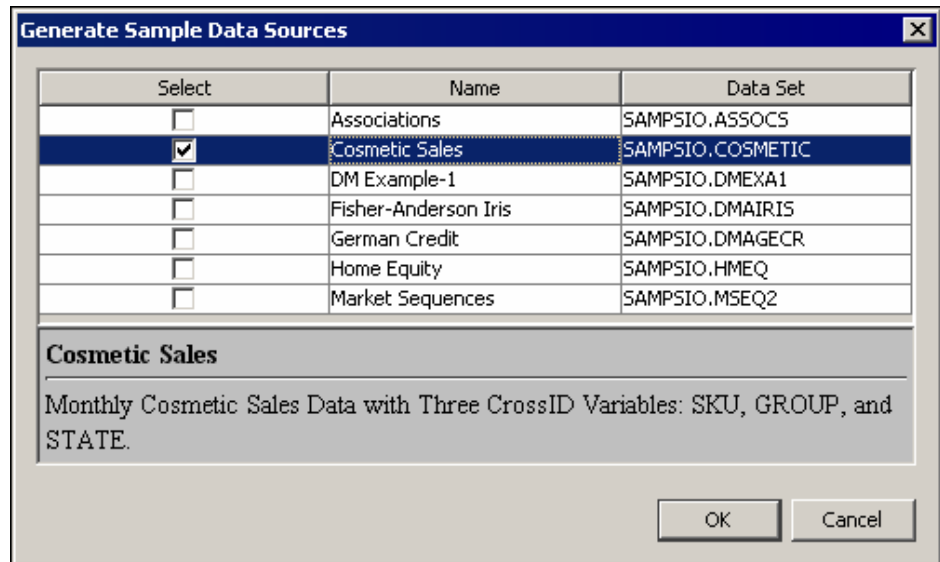 Generate Sample Data Sources
Select Name Data Set
Associations SAMPSIO.ASSOCS
Cosmetic Sales SAMPSIO.COSMETIC
DM Example-1 SAMPSIO.DMEXA1
Fisher-Anderson Iris SAMPSIO.DMAIRIS
German Credit SAMPSIO.DMAGECR
Home Equity SAMPSIO.HMEQ
Market Sequences SAMPSIO.MSEQ2
Cosmetic Sales
Monthly Cosmetic Sales Data with Three CrossID Variables: SKU, GROUP, and
STATE.
OK Cancel